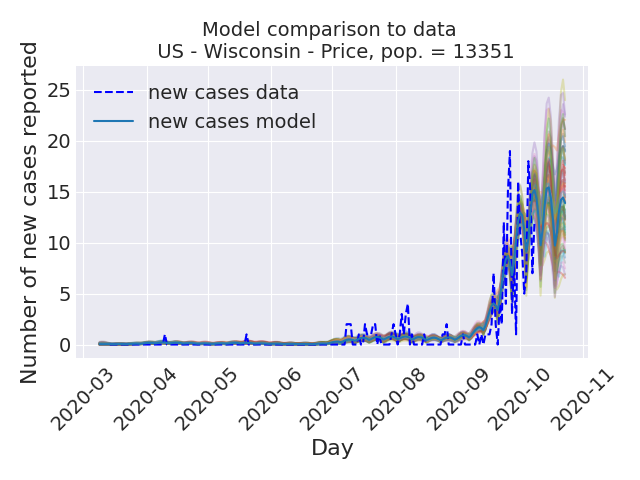 Model comparison to data
US - Wisconsin - Price, pop. = 13351
Number of new cases reported
25
20
15
10
5
0
new cases data
new cases model
2020-03
2020-04
2020-05
2020-06
2020-07
2020-08
2020-09
2020-10
2020-11
Day